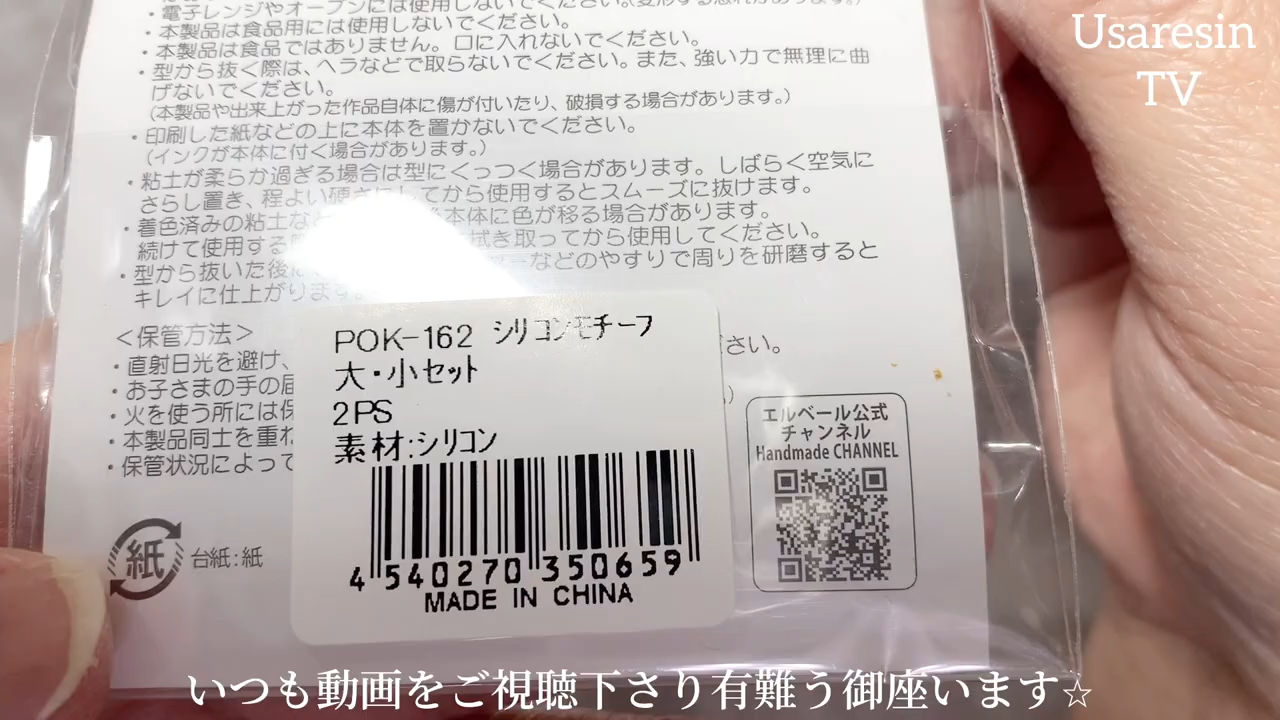 Usaresin
TV
・電子レンジやオーブンには使用しないでください。(変形する恐れがあります。)
・本製品は食品用には使用しないでください。
・本製品は食品ではありません。口に入れないでください。
・型から抜く際は、ヘラなどで取らないでください。また、強い力で無理に曲
げないでください。
(本製品や出来上がった作品自体に傷が付いたり、破損する場合があります。)
・印刷した紙などの上に本体を置かないでください。
(インクが本体に付く場合があります。)
・粘土が柔らか過ぎる場合は型にくっつく場合があります。しばらく空気に
さらし置き、程よい硬さにしてから使用するとスムーズに抜けます。
・着色済みの粘土な 本体に色が移る場合があります。
続けて使用する 拭き取ってから使用してください。
・型から抜いた後 などのやすりで周りを研磨すると
キレイに仕上がります。
<保管方法>
・直射日光を避け、 ださい。
・お子さまの手の届
・火を使う所には保
・本製品同士を重ね
・保管状況によって
POK-162 シリコンモチーフ
大・小セット
2PS
素材:シリコン
4 540270 350659
MADE IN CHINA
エルベール公式
チャンネル
Handmade CHANNEL
紙 台紙:紙
いつも動画をご視聴下さり有難う御座います☆